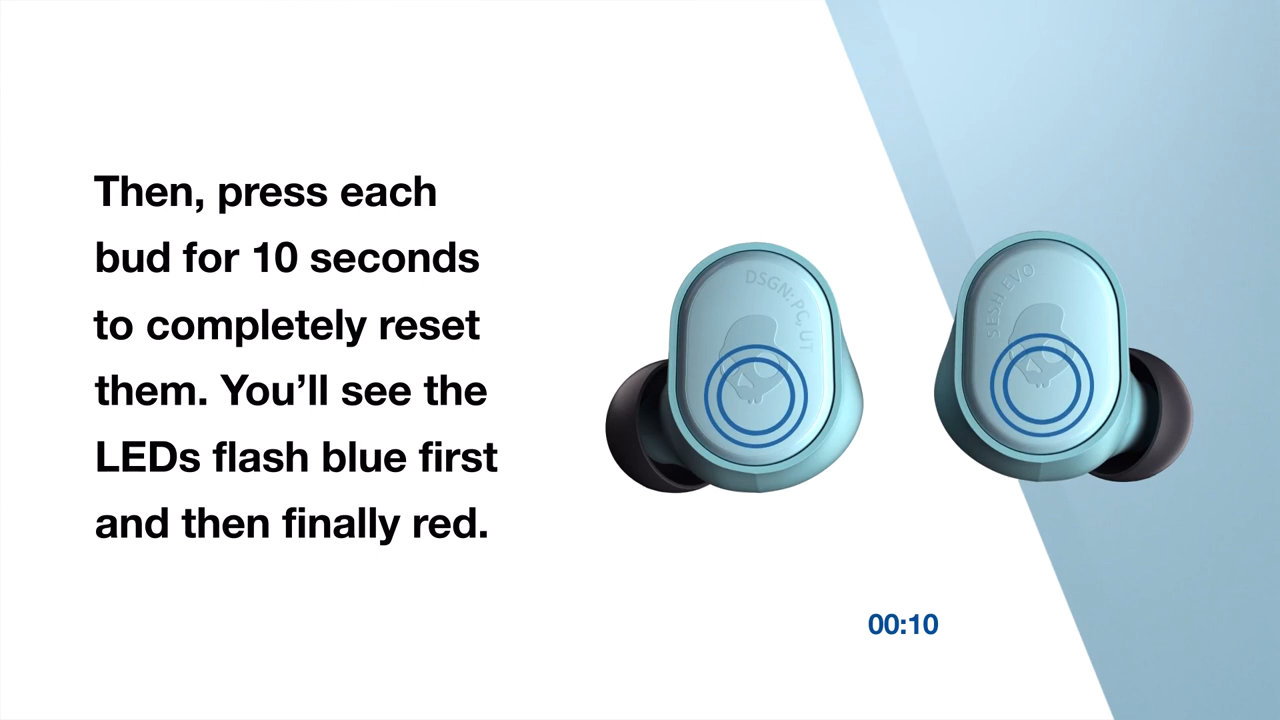 Then, press each
bud for 10 seconds
to completely reset
them. You’ll see the
LEDs flash blue first
and then finally red.
DSGN: PC, UT
SESH EVO
00:10